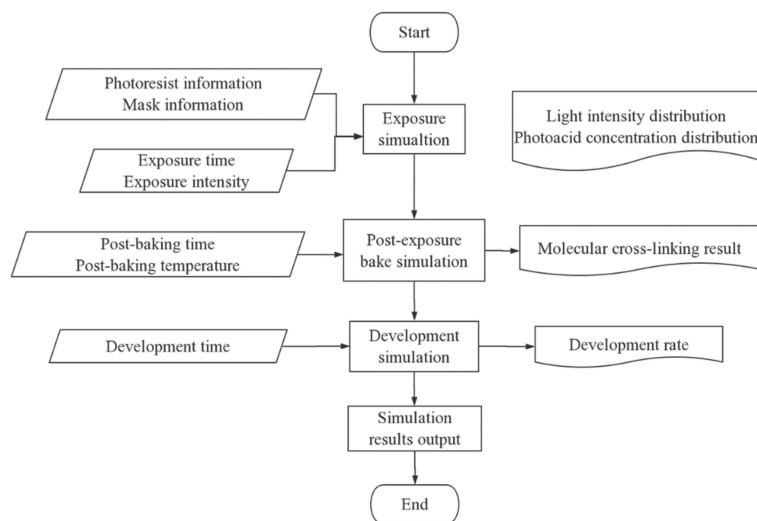 Start
Photoresist information
Mask information
Exposure
simualtion
Light intensity distribution
Photoacid concentration distribution
Exposure time
Exposure intensity
Post-baking time
Post-baking temperature
Post-exposure
bake simulation
Molecular cross-linking result
Development time
Development
simulation
Development rate
Simulation
results output
End